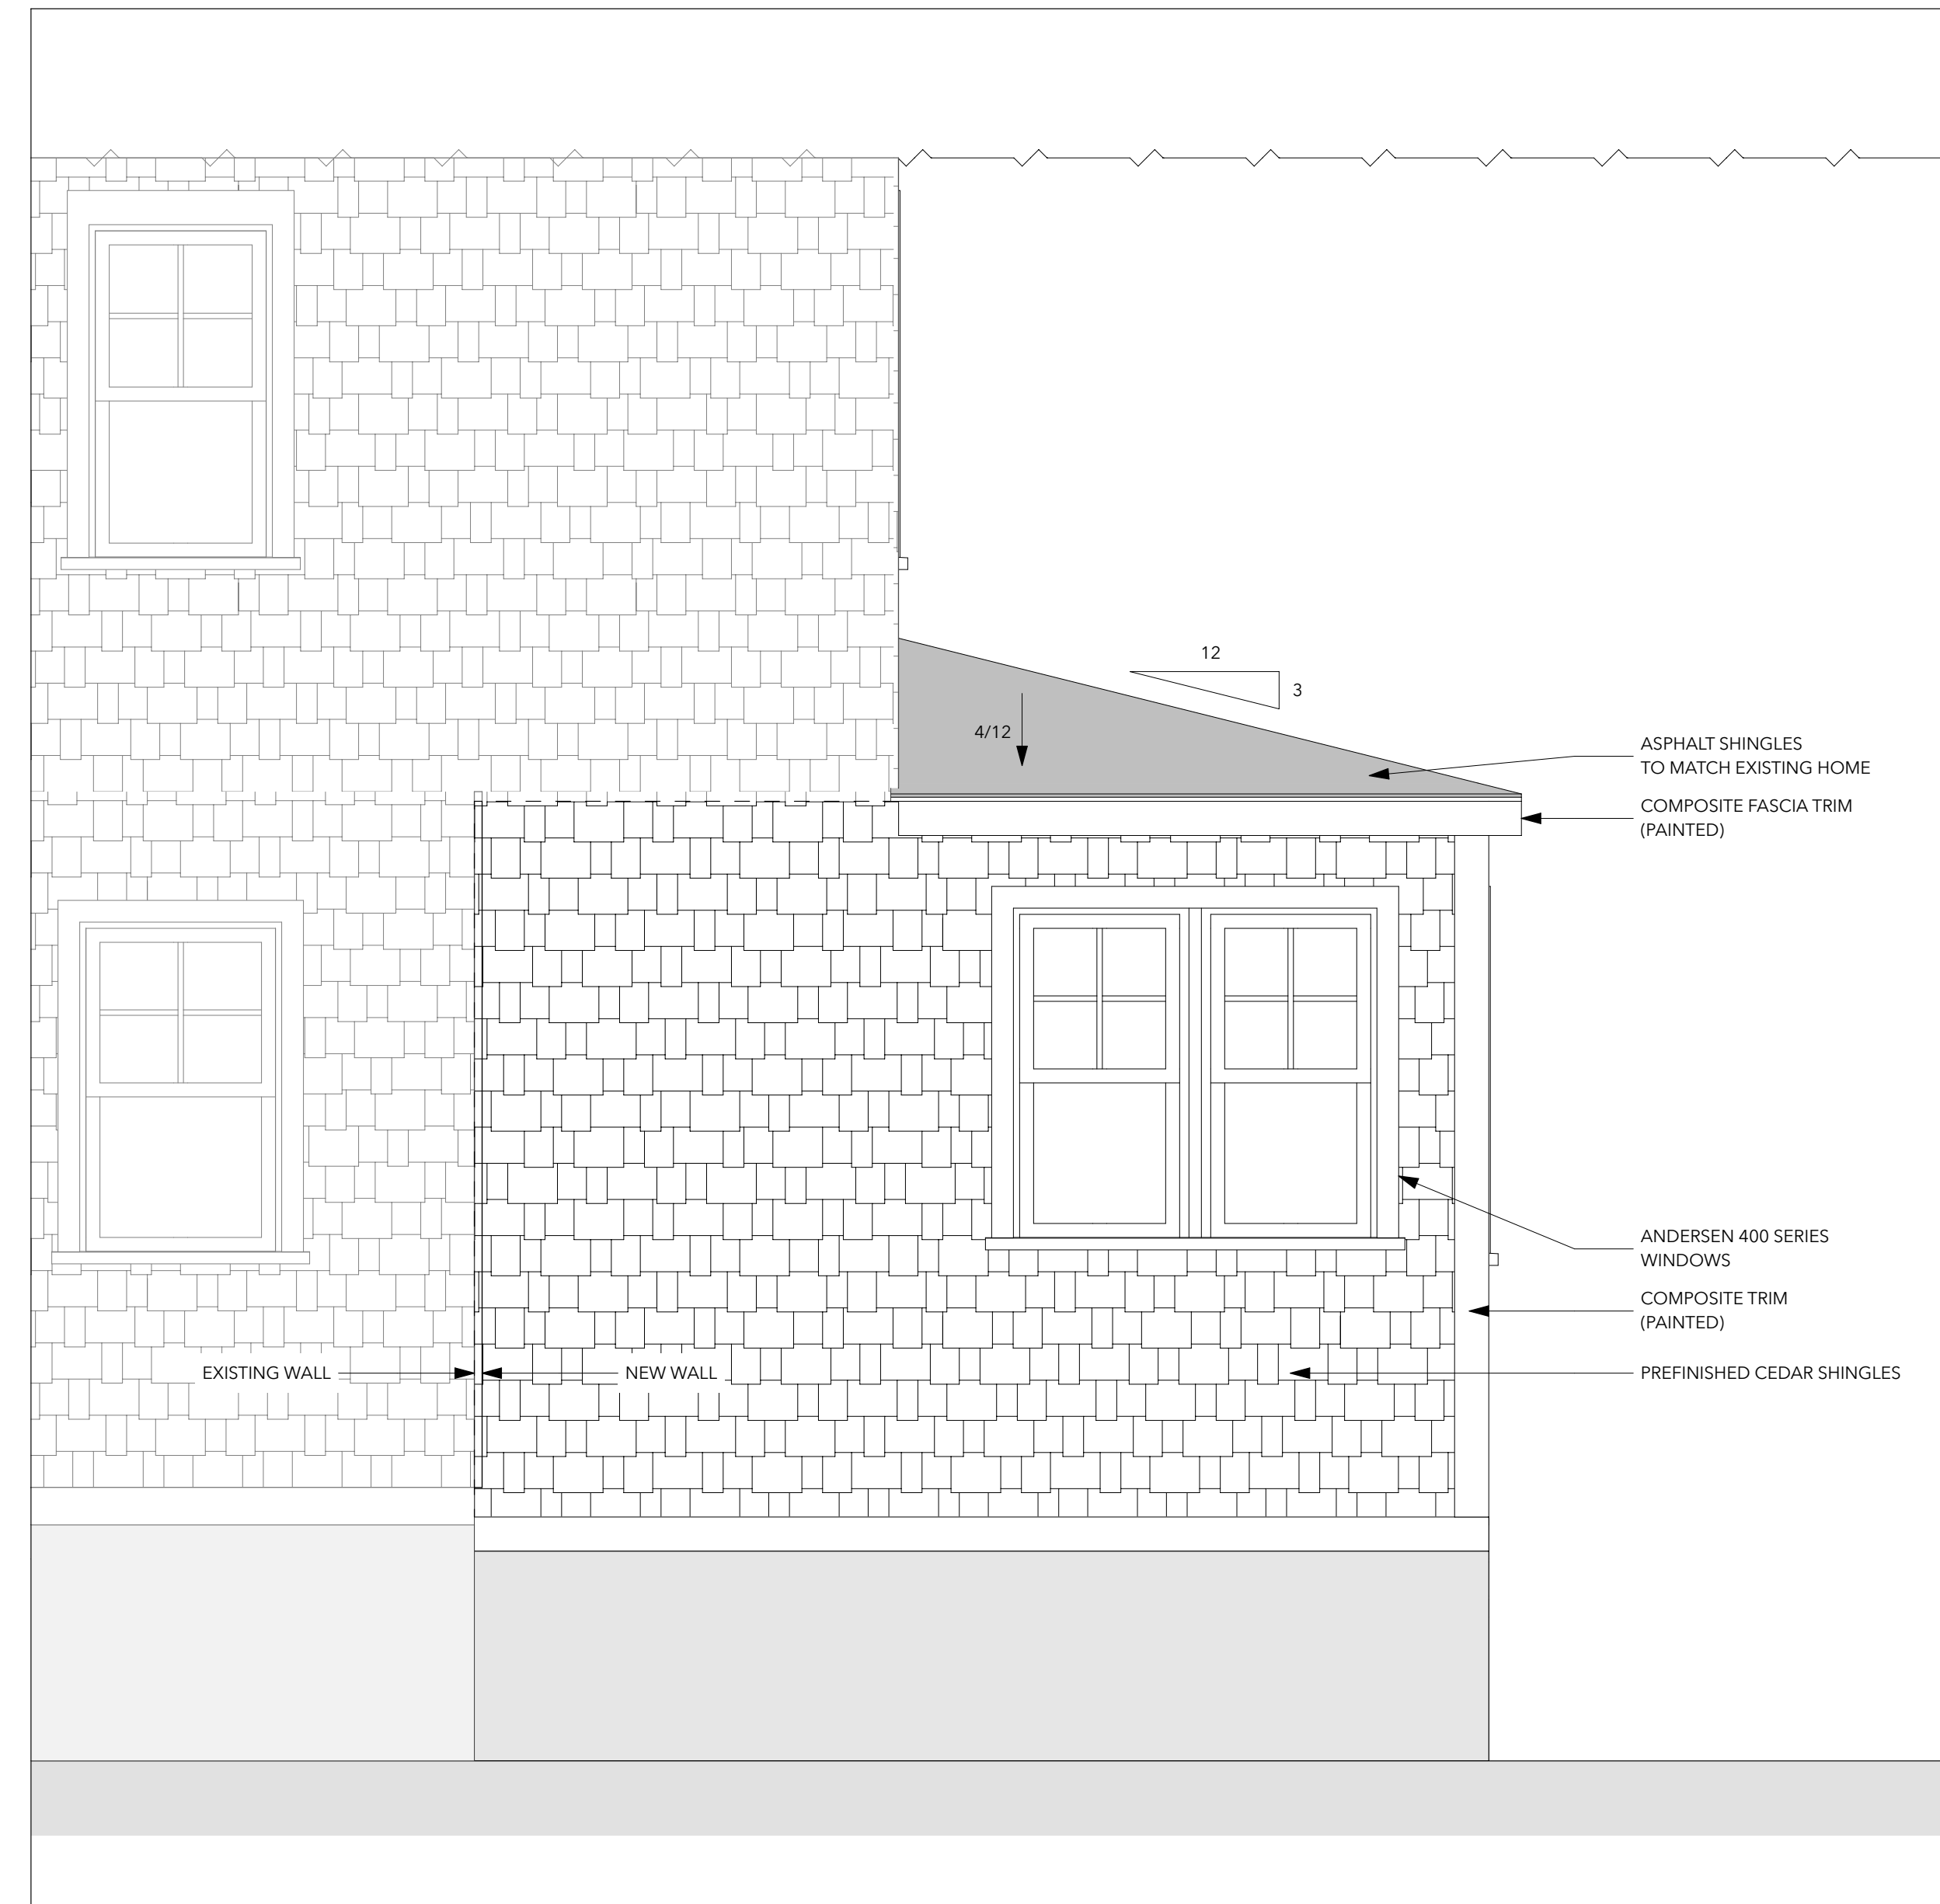 12
3
4/12
ASPHALT SHINGLES
TO MATCH EXISTING HOME
COMPOSITE FASCIA TRIM
(PAINTED)
ANDERSEN 400 SERIES
WINDOWS
COMPOSITE TRIM
(PAINTED)
EXISTING WALL
NEW WALL
PREFINISHED CEDAR SHINGLES